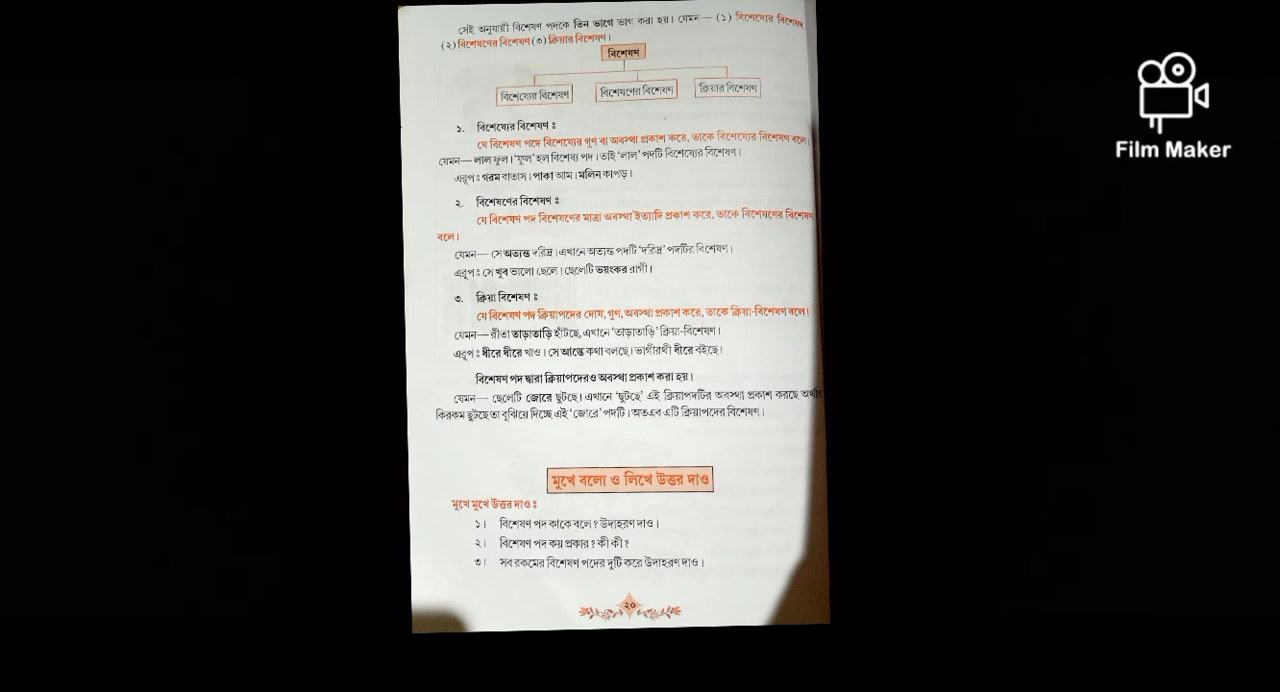 সেই অনুযায়ী বিশেষণ পদকে তিন ভাগে ভাগ করা হয়। যেমন— (১) বিশেষ্যের বিশেষণ
(২) বিশেষণের বিশেষণ (৩) ক্রিয়ার বিশেষণ।
বিশেষণ
বিশেষ্যের বিশেষণ বিশেষণের বিশেষণ ক্রিয়ার বিশেষণ
১. বিশেষ্যের বিশেষণ ঃ
যে বিশেষণ পদে বিশেষ্যের গুণ বা অবস্থা প্রকাশ করে, তাকে বিশেষ্যের বিশেষণ বলে।
যেমন— লাল ফুল। 'ফুল' হল বিশেষ্য পদ। তাই 'লাল' পদটি বিশেষ্যের বিশেষণ।
এরূপ ঃ গরম বাতাস। পাকা আম। মলিন কাপড়।
২. বিশেষণের বিশেষণ ঃ
যে বিশেষণ পদ বিশেষণের মাত্রা অবস্থা ইত্যাদি প্রকাশ করে, তাকে বিশেষণের বিশেষণ
বলে।
যেমন— সে অত্যন্ত দরিদ্র। এখানে অত্যন্ত পদটি 'দরিদ্র' পদটির বিশেষণ।
এরূপ ঃ সে খুব ভালো ছেলে। ছেলেটি ভয়ংকর রাগী।
৩. ক্রিয়া বিশেষণ ঃ
যে বিশেষণ পদ ক্রিয়াপদের দোষ, গুণ, অবস্থা প্রকাশ করে, তাকে ক্রিয়া-বিশেষণ বলে।
যেমন— রীতা তাড়াতাড়ি হাঁটছে, এখানে 'তাড়াতাড়ি' ক্রিয়া-বিশেষণ।
এরূপ ঃ ধীরে ধীরে খাও। সে আস্তে কথা বলছে। ভাগীরথী ধীরে বইছে।
বিশেষণ পদ দ্বারা ক্রিয়াপদেরও অবস্থা প্রকাশ করা হয়।
যেমন— ছেলেটি জোরে ছুটছে। এখানে 'ছুটছে' এই ক্রিয়াপদটির অবস্থা প্রকাশ করছে অর্থাৎ
কিরকম ছুটছে তা বুঝিয়ে দিচ্ছে এই 'জোরে' পদটি। অতএব এটি ক্রিয়াপদের বিশেষণ।
মুখে বলো ও লিখে উত্তর দাও
মুখে মুখে উত্তর দাও ঃ
১। বিশেষণ পদ কাকে বলে? উদাহরণ দাও।
২। বিশেষণ পদ কয় প্রকার? কী কী?
৩। সব রকমের বিশেষণ পদের দুটি করে উদাহরণ দাও।
২০
Film Maker